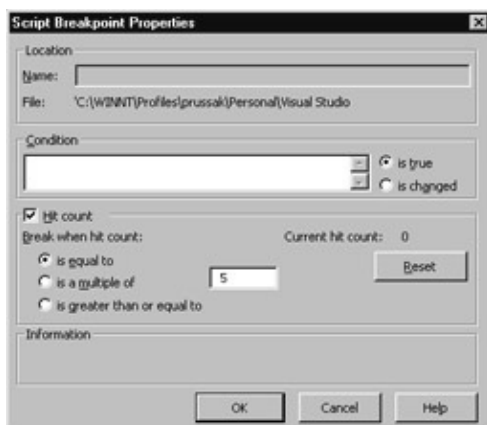 Script Breakpoint Properties
Location
Name:
File: 'C:\WINNT\Profiles\prussak\Personal\Visual Studio
Condition
is true
is changed
Hit count
Break when hit count: Current hit count: 0
is equal to
is a multiple of 5 Reset
is greater than or equal to
Information
OK Cancel Help